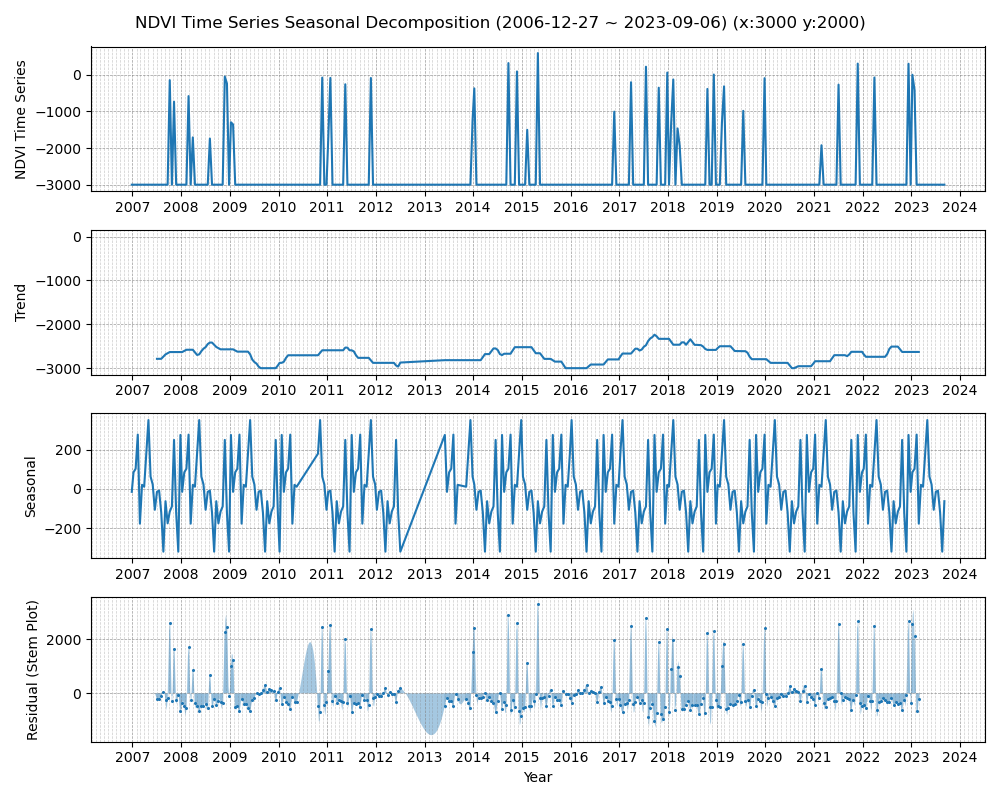 NDVI Time Series Seasonal Decomposition (2006-12-27 ~ 2023-09-06) (x:3000 y:2000)
NDVI Time Series
0
−1000
−2000
−3000
2007 2008 2009 2010 2011 2012 2013 2014 2015 2016 2017 2018 2019 2020 2021 2022 2023 2024
Trend
0
−1000
−2000
−3000
2007 2008 2009 2010 2011 2012 2013 2014 2015 2016 2017 2018 2019 2020 2021 2022 2023 2024
Seasonal
200
0
−200
2007 2008 2009 2010 2011 2012 2013 2014 2015 2016 2017 2018 2019 2020 2021 2022 2023 2024
Residual (Stem Plot)
2000
0
2007 2008 2009 2010 2011 2012 2013 2014 2015 2016 2017 2018 2019 2020 2021 2022 2023 2024
Year